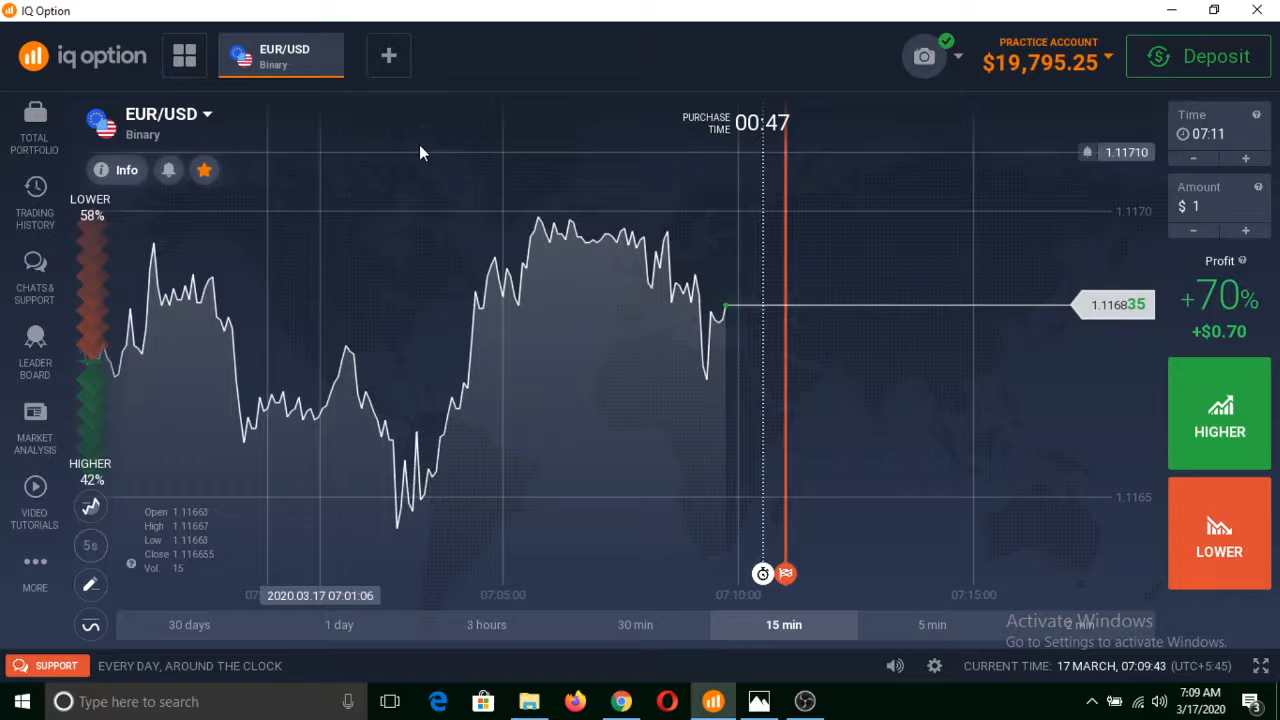 IQ Option
iq option
EUR/USD
Binary
PRACTICE ACCOUNT
$19,795.25
Deposit
TOTAL
PORTFOLIO
TRADING
HISTORY
CHATS &
SUPPORT
LEADER
BOARD
MARKET
ANALYSIS
VIDEO
TUTORIALS
MORE
EUR/USD
Binary
Info
LOWER
58%
HIGHER
42%
5s
Open 1.11663
High 1.11667
Low 1.11663
Close 1.116655
Vol. 15
PURCHASE
TIME
00:47
1.11710
1.1170
1.116835
1.1165
2020.03.17 07:01:06
07:05:00
07:10:00
07:15:00
30 days
1 day
3 hours
30 min
15 min
5 min
2 min
Time
07:11
Amount
$ 1
Profit
+70%
+$0.70
HIGHER
LOWER
Activate Windows
Go to Settings to activate Windows.
SUPPORT
EVERY DAY, AROUND THE CLOCK
CURRENT TIME: 17 MARCH, 07:09:43 (UTC+5:45)
Type here to search
7:09 AM
3/17/2020
3